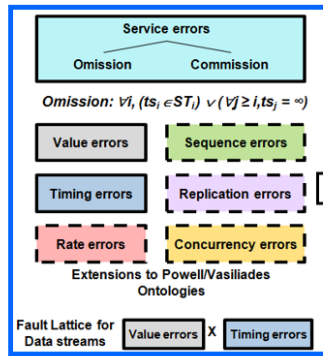 Service errors
Omission Commission
Omission: ∀i, (tsᵢ ∈ STᵢ) ∨ (∀j ≥ i, tsⱼ = ∞)
Value errors Sequence errors
Timing errors Replication errors
Rate errors Concurrency errors
Extensions to Powell/Vasiliades
Ontologies
Fault Lattice for
Data streams Value errors X Timing errors